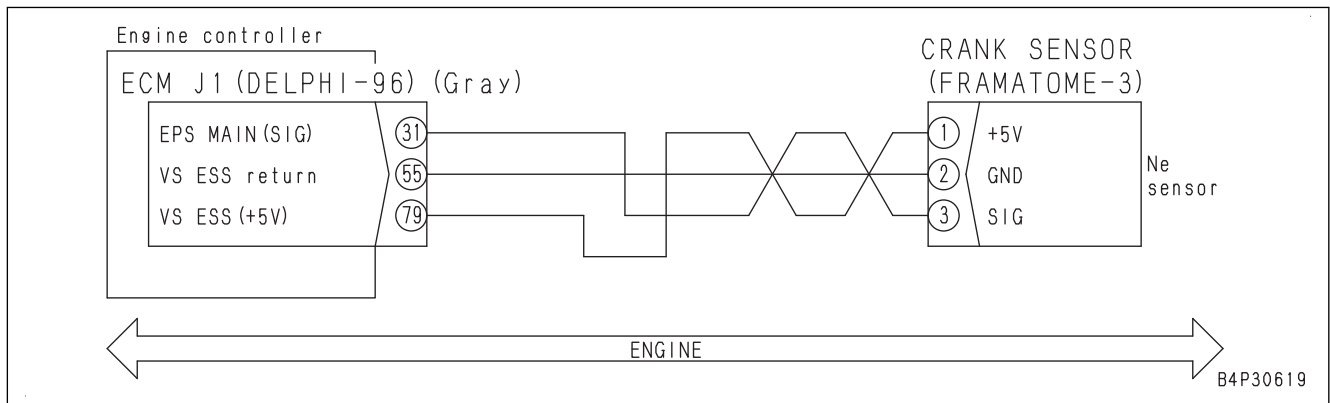 Engine controller
ECM J1(DELPHI-96)(Gray)
EPS MAIN(SIG)
31
VS ESS return
55
VS ESS(+5V)
79
CRANK SENSOR
(FRAMATOME-3)
1
+5V
2
GND
3
SIG
Ne
sensor
ENGINE
B4P30619